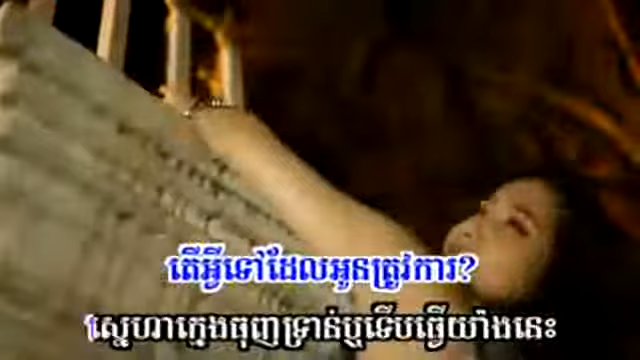 តើអ្វីទៅដែលអូនត្រូវការ?
ស្នេហាក្មេងធុញទ្រាន់ឬទើបធ្វើយ៉ាងនេះ